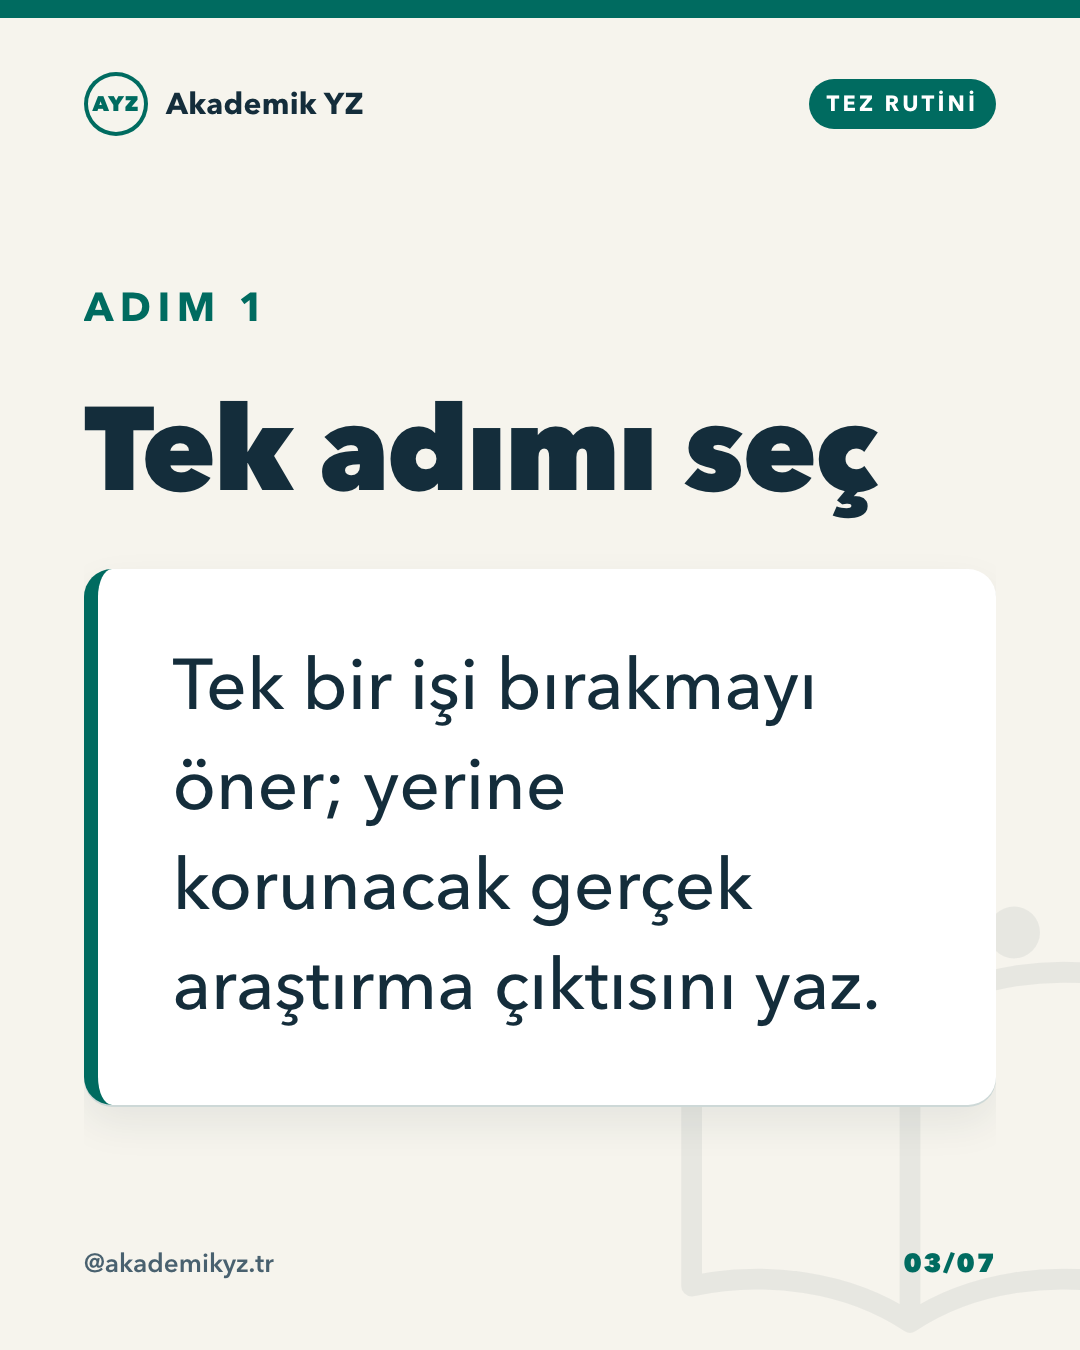 AYZ Akademik YZ
TEZ RUTİNİ
ADIM 1
Tek adımı seç
Tek bir işi bırakmayı
öner; yerine
korunacak gerçek
araştırma çıktısını yaz.
@akademikyz.tr
03/07